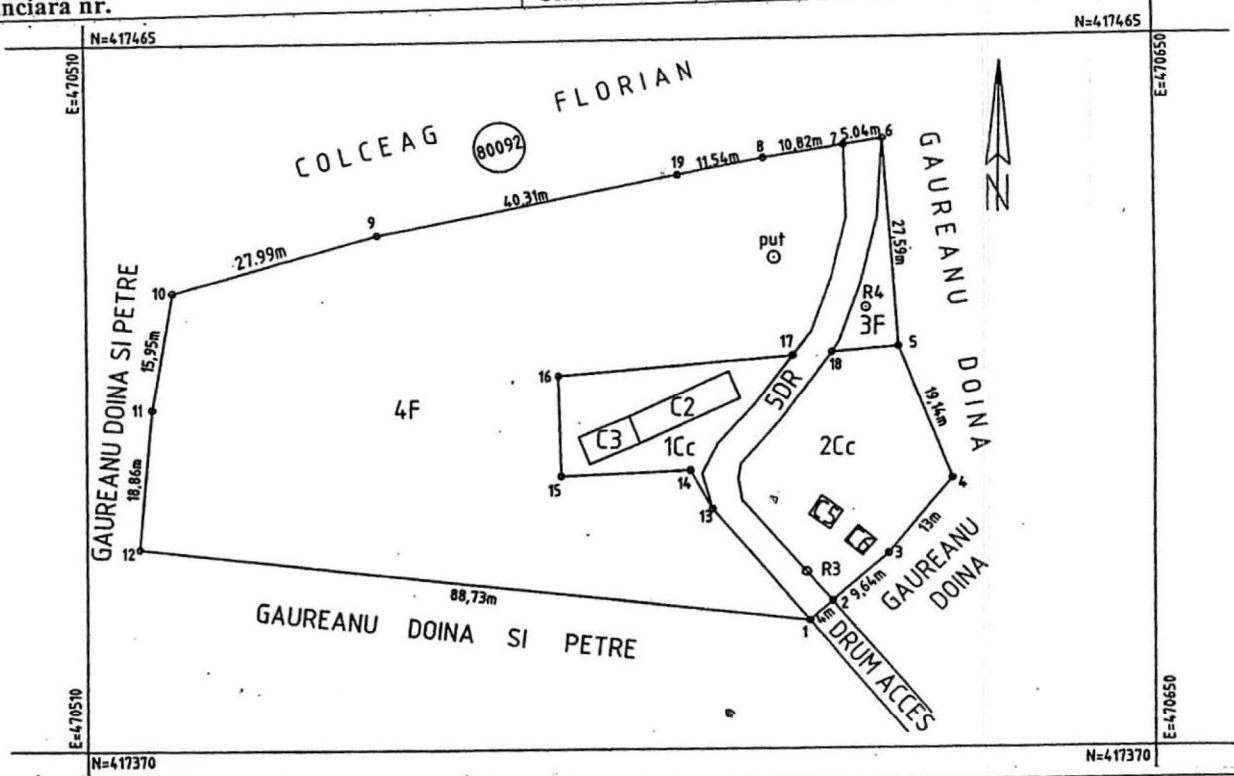 nciara nr.
N=417465
N=417465
E=470510
E=470650
COLCEAG
80092
FLORIAN
GAUREANU DOINA
N
27.99m
9
40.31m
19
11.54m
8
10,82m
7
5.04m
6
put
27,59m
R4
3F
10
15,95m
11
18,86m
12
GAUREANU DOINA SI PETRE
4F
16
17
18
5
5DR
C2
C3
1Cc
2Cc
19,14m
15
14
13
4
C5
C6
13m
3
R3
9,64m
2
GAUREANU
DOINA
88,73m
1
4m
DRUM ACCES
GAUREANU DOINA SI PETRE
E=470510
E=470650
N=417370
N=417370